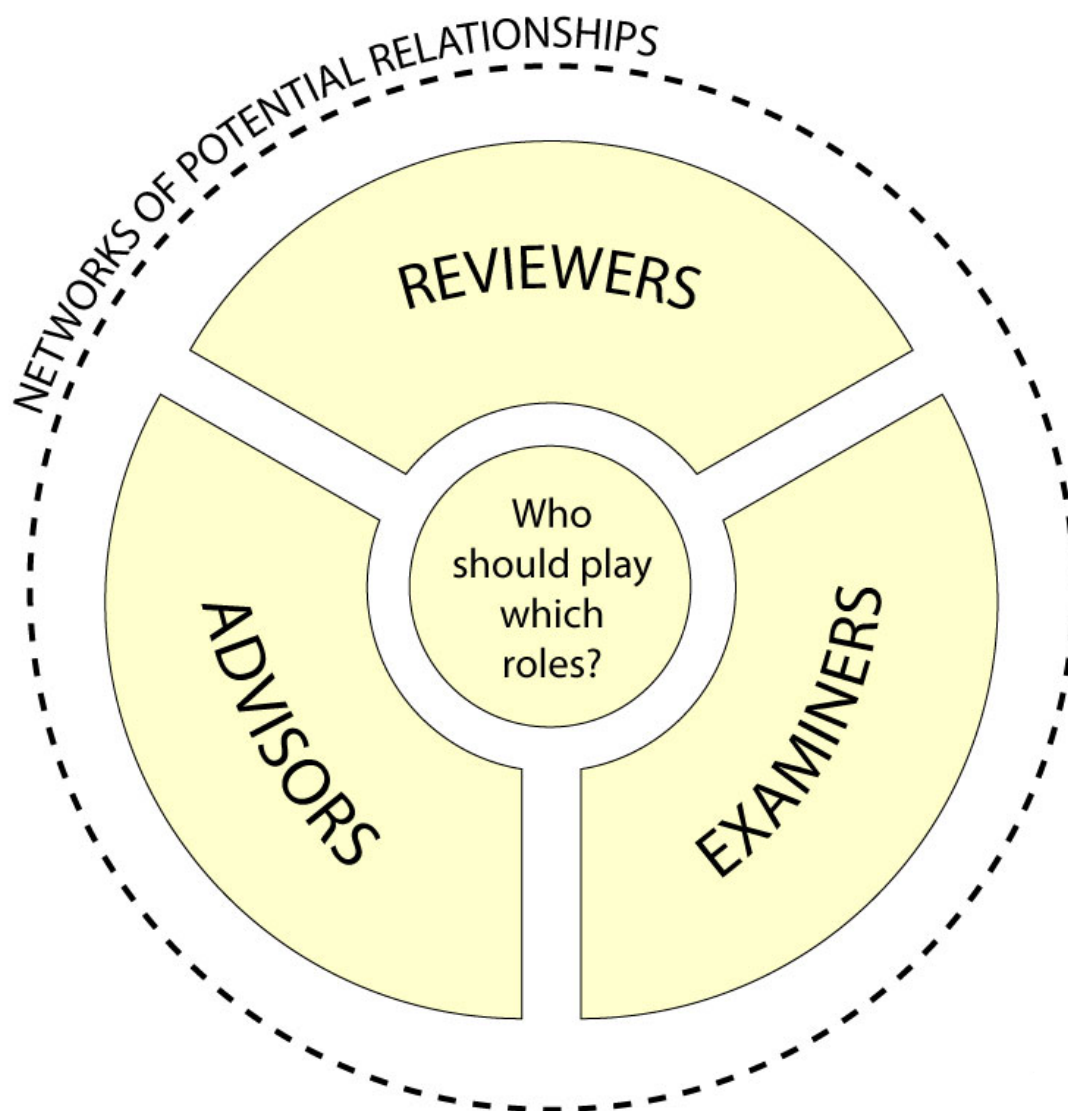 NETWORKS OF POTENTIAL RELATIONSHIPS
REVIEWERS
Who
should play
which
roles?
ADVISORS
EXAMINERS